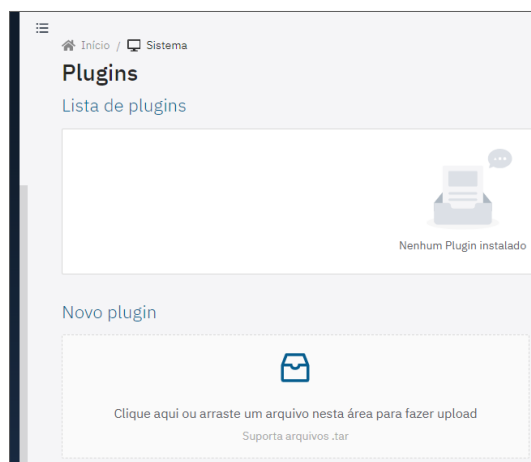 Início / Sistema
Plugins
Lista de plugins
Nenhum Plugin instalado
Novo plugin
Clique aqui ou arraste um arquivo nesta área para fazer upload
Suporta arquivos .tar